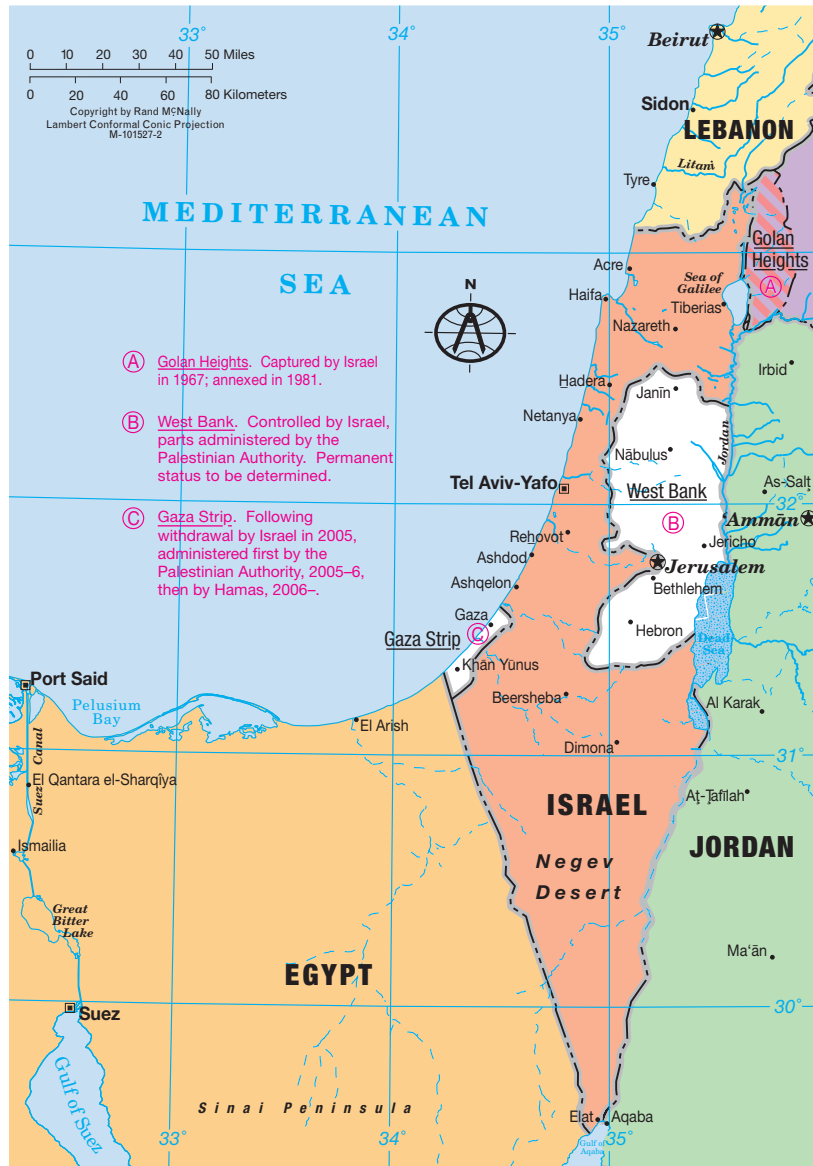 33°
34°
35°
0 10 20 30 40 50 Miles
0 20 40 60 80 Kilometers
Copyright by Rand McNally
Lambert Conformal Conic Projection
M-101527-2
Beirut
Sidon
LEBANON
Litani
Tyre
MEDITERRANEAN
SEA
Golan
Heights
A
Acre
Sea of
Galilee
Haifa
Tiberias
Nazareth
N
Irbid
A Golan Heights. Captured by Israel
in 1967; annexed in 1981.
B West Bank. Controlled by Israel,
parts administered by the
Palestinian Authority. Permanent
status to be determined.
C Gaza Strip. Following
withdrawal by Israel in 2005,
administered first by the
Palestinian Authority, 2005–6,
then by Hamas, 2006–.
H̲adera
Janīn
Netanya
Jordan
Nābulus
Tel Aviv-Yafo
West Bank
As-Salt
32°
B
Ammān
Reh̲ovot
Jericho
Ashdod
Jerusalem
Ashqelon
Bethlehem
Gaza
C
Gaza Strip
Hebron
Dead
Sea
Khān Yūnus
Port Said
Pelusium
Bay
Beersheba
Al Karak
El Arish
Dimona
31°
Suez Canal
El Qantara el-Sharqîya
ISRAEL
Aţ-Ţafīlah
Ismailia
JORDAN
Negev
Desert
Great
Bitter
Lake
Ma‘ān
EGYPT
30°
Suez
Gulf of Suez
Sinai Peninsula
Elat
Aqaba
Gulf of
Aqaba
33°
34°
35°